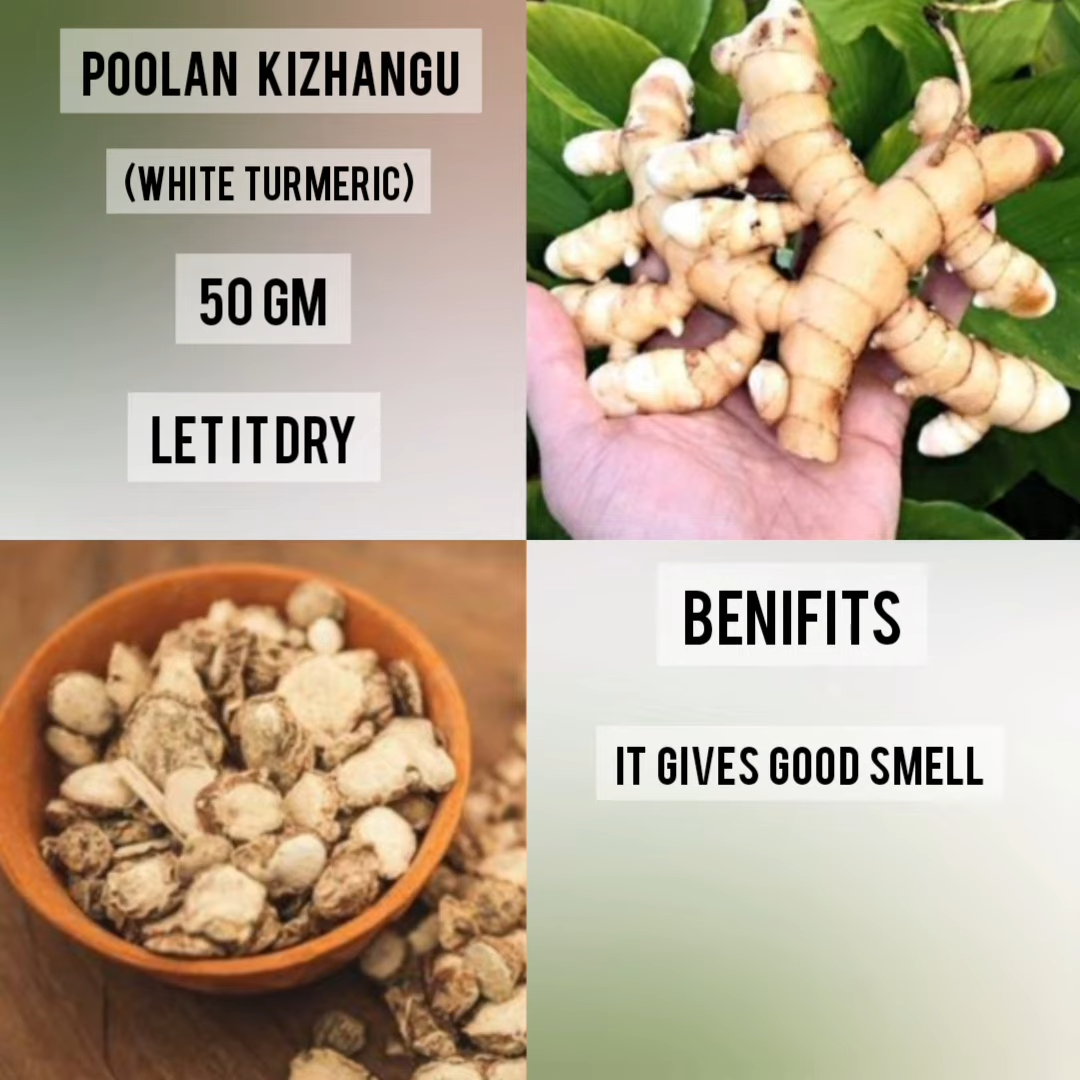 POOLAN KIZHANGU
(WHITE TURMERIC)
50 GM
LET IT DRY
BENIFITS
IT GIVES GOOD SMELL